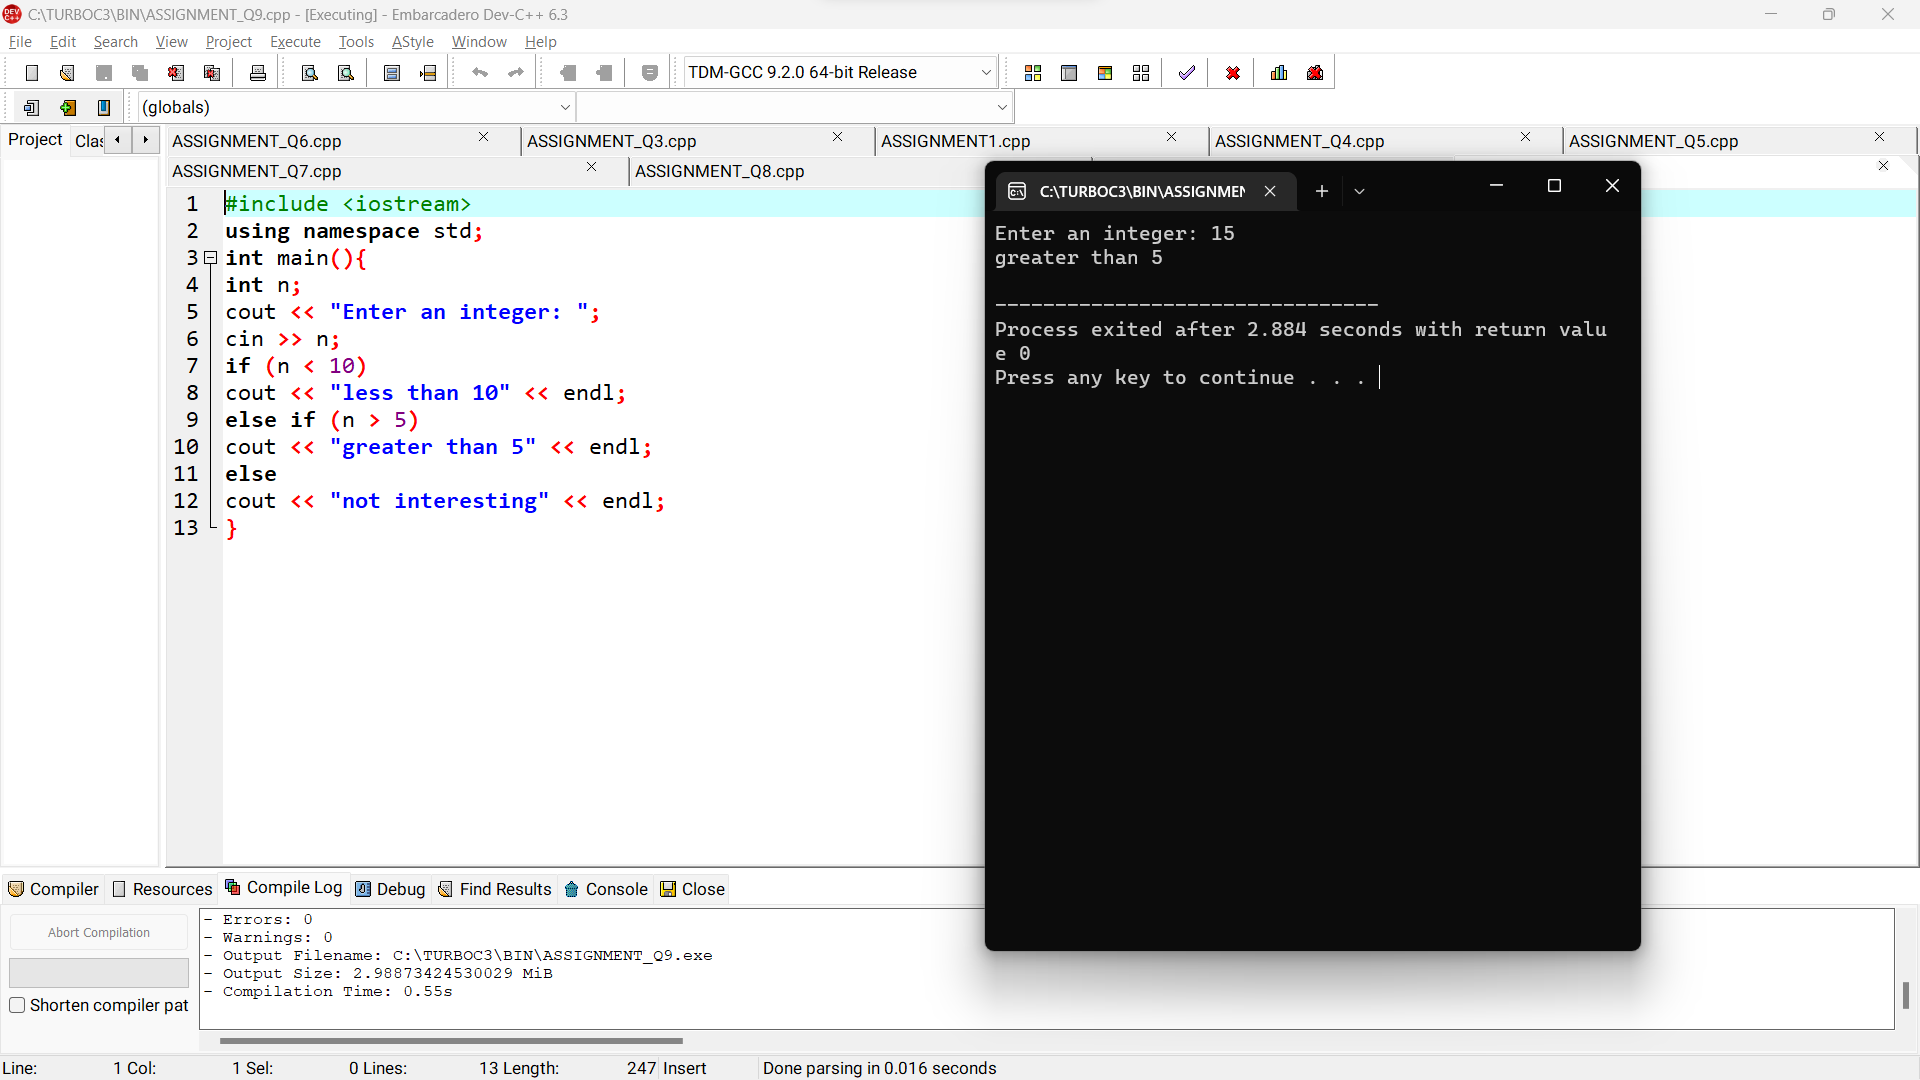 C:\TURBOC3\BIN\ASSIGNMENT_Q9.cpp - [Executing] - Embarcadero Dev-C++ 6.3
File Edit Search View Project Execute Tools AStyle Window Help
TDM-GCC 9.2.0 64-bit Release
(globals)
Project Clas
ASSIGNMENT_Q6.cpp ASSIGNMENT_Q3.cpp ASSIGNMENT1.cpp ASSIGNMENT_Q4.cpp ASSIGNMENT_Q5.cpp
ASSIGNMENT_Q7.cpp ASSIGNMENT_Q8.cpp
1 #include <iostream>
2 using namespace std;
3 int main(){
4 int n;
5 cout << "Enter an integer: ";
6 cin >> n;
7 if (n < 10)
8 cout << "less than 10" << endl;
9 else if (n > 5)
10 cout << "greater than 5" << endl;
11 else
12 cout << "not interesting" << endl;
13 }
C:\TURBOC3\BIN\ASSIGNMEN
Enter an integer: 15
greater than 5
--------------------------------
Process exited after 2.884 seconds with return valu
e 0
Press any key to continue . . .
Compiler Resources Compile Log Debug Find Results Console Close
Abort Compilation
Shorten compiler pat
- Errors: 0
- Warnings: 0
- Output Filename: C:\TURBOC3\BIN\ASSIGNMENT_Q9.exe
- Output Size: 2.98873424530029 MiB
- Compilation Time: 0.55s
Line: 1 Col: 1 Sel: 0 Lines: 13 Length: 247 Insert Done parsing in 0.016 seconds